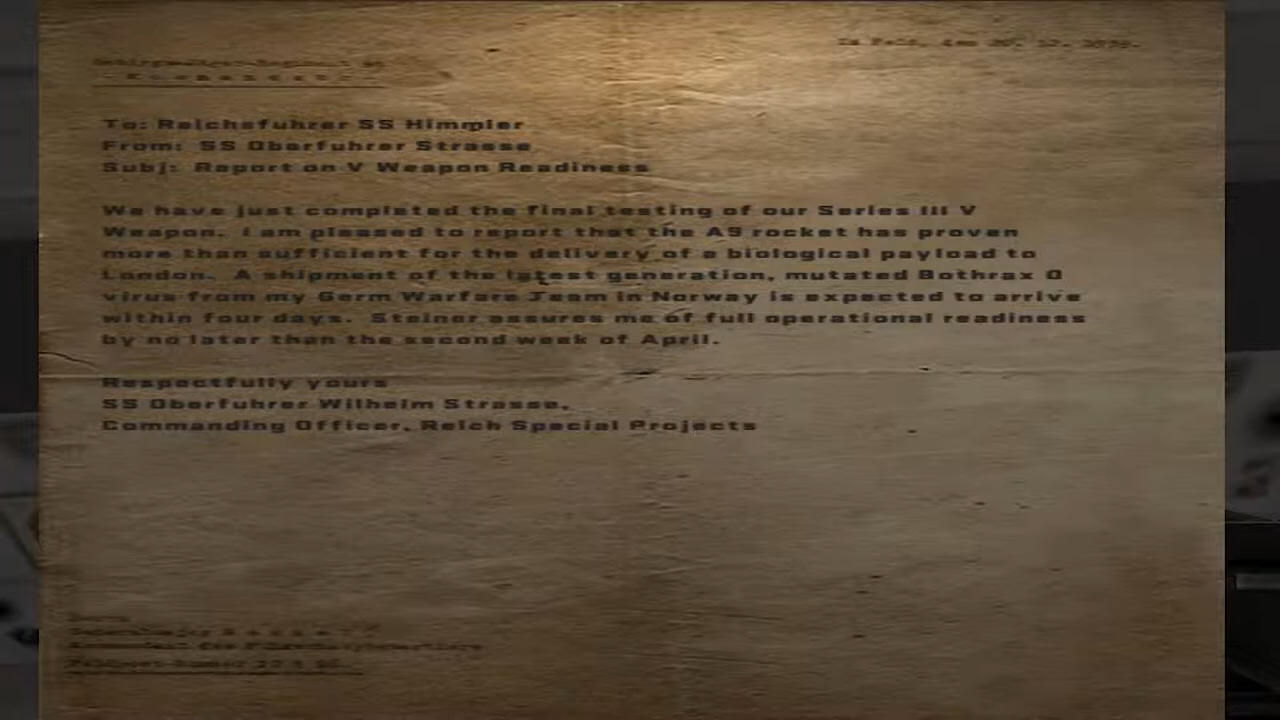 To: Reichsfuhrer SS Himmler
From: SS Oberfuhrer Strasse
Subj: Report on V Weapon Readiness
We have just completed the final testing of our Series III V
Weapon. I am pleased to report that the A9 rocket has proven
more than sufficient for the delivery of a biological payload to
London. A shipment of the latest generation, mutated Bothrax O
virus from my Germ Warfare Team in Norway is expected to arrive
within four days. Steiner assures me of full operational readiness
by no later than the second week of April.
Respectfully yours
SS Oberfuhrer Wilhelm Strasse,
Commanding Officer, Reich Special Projects